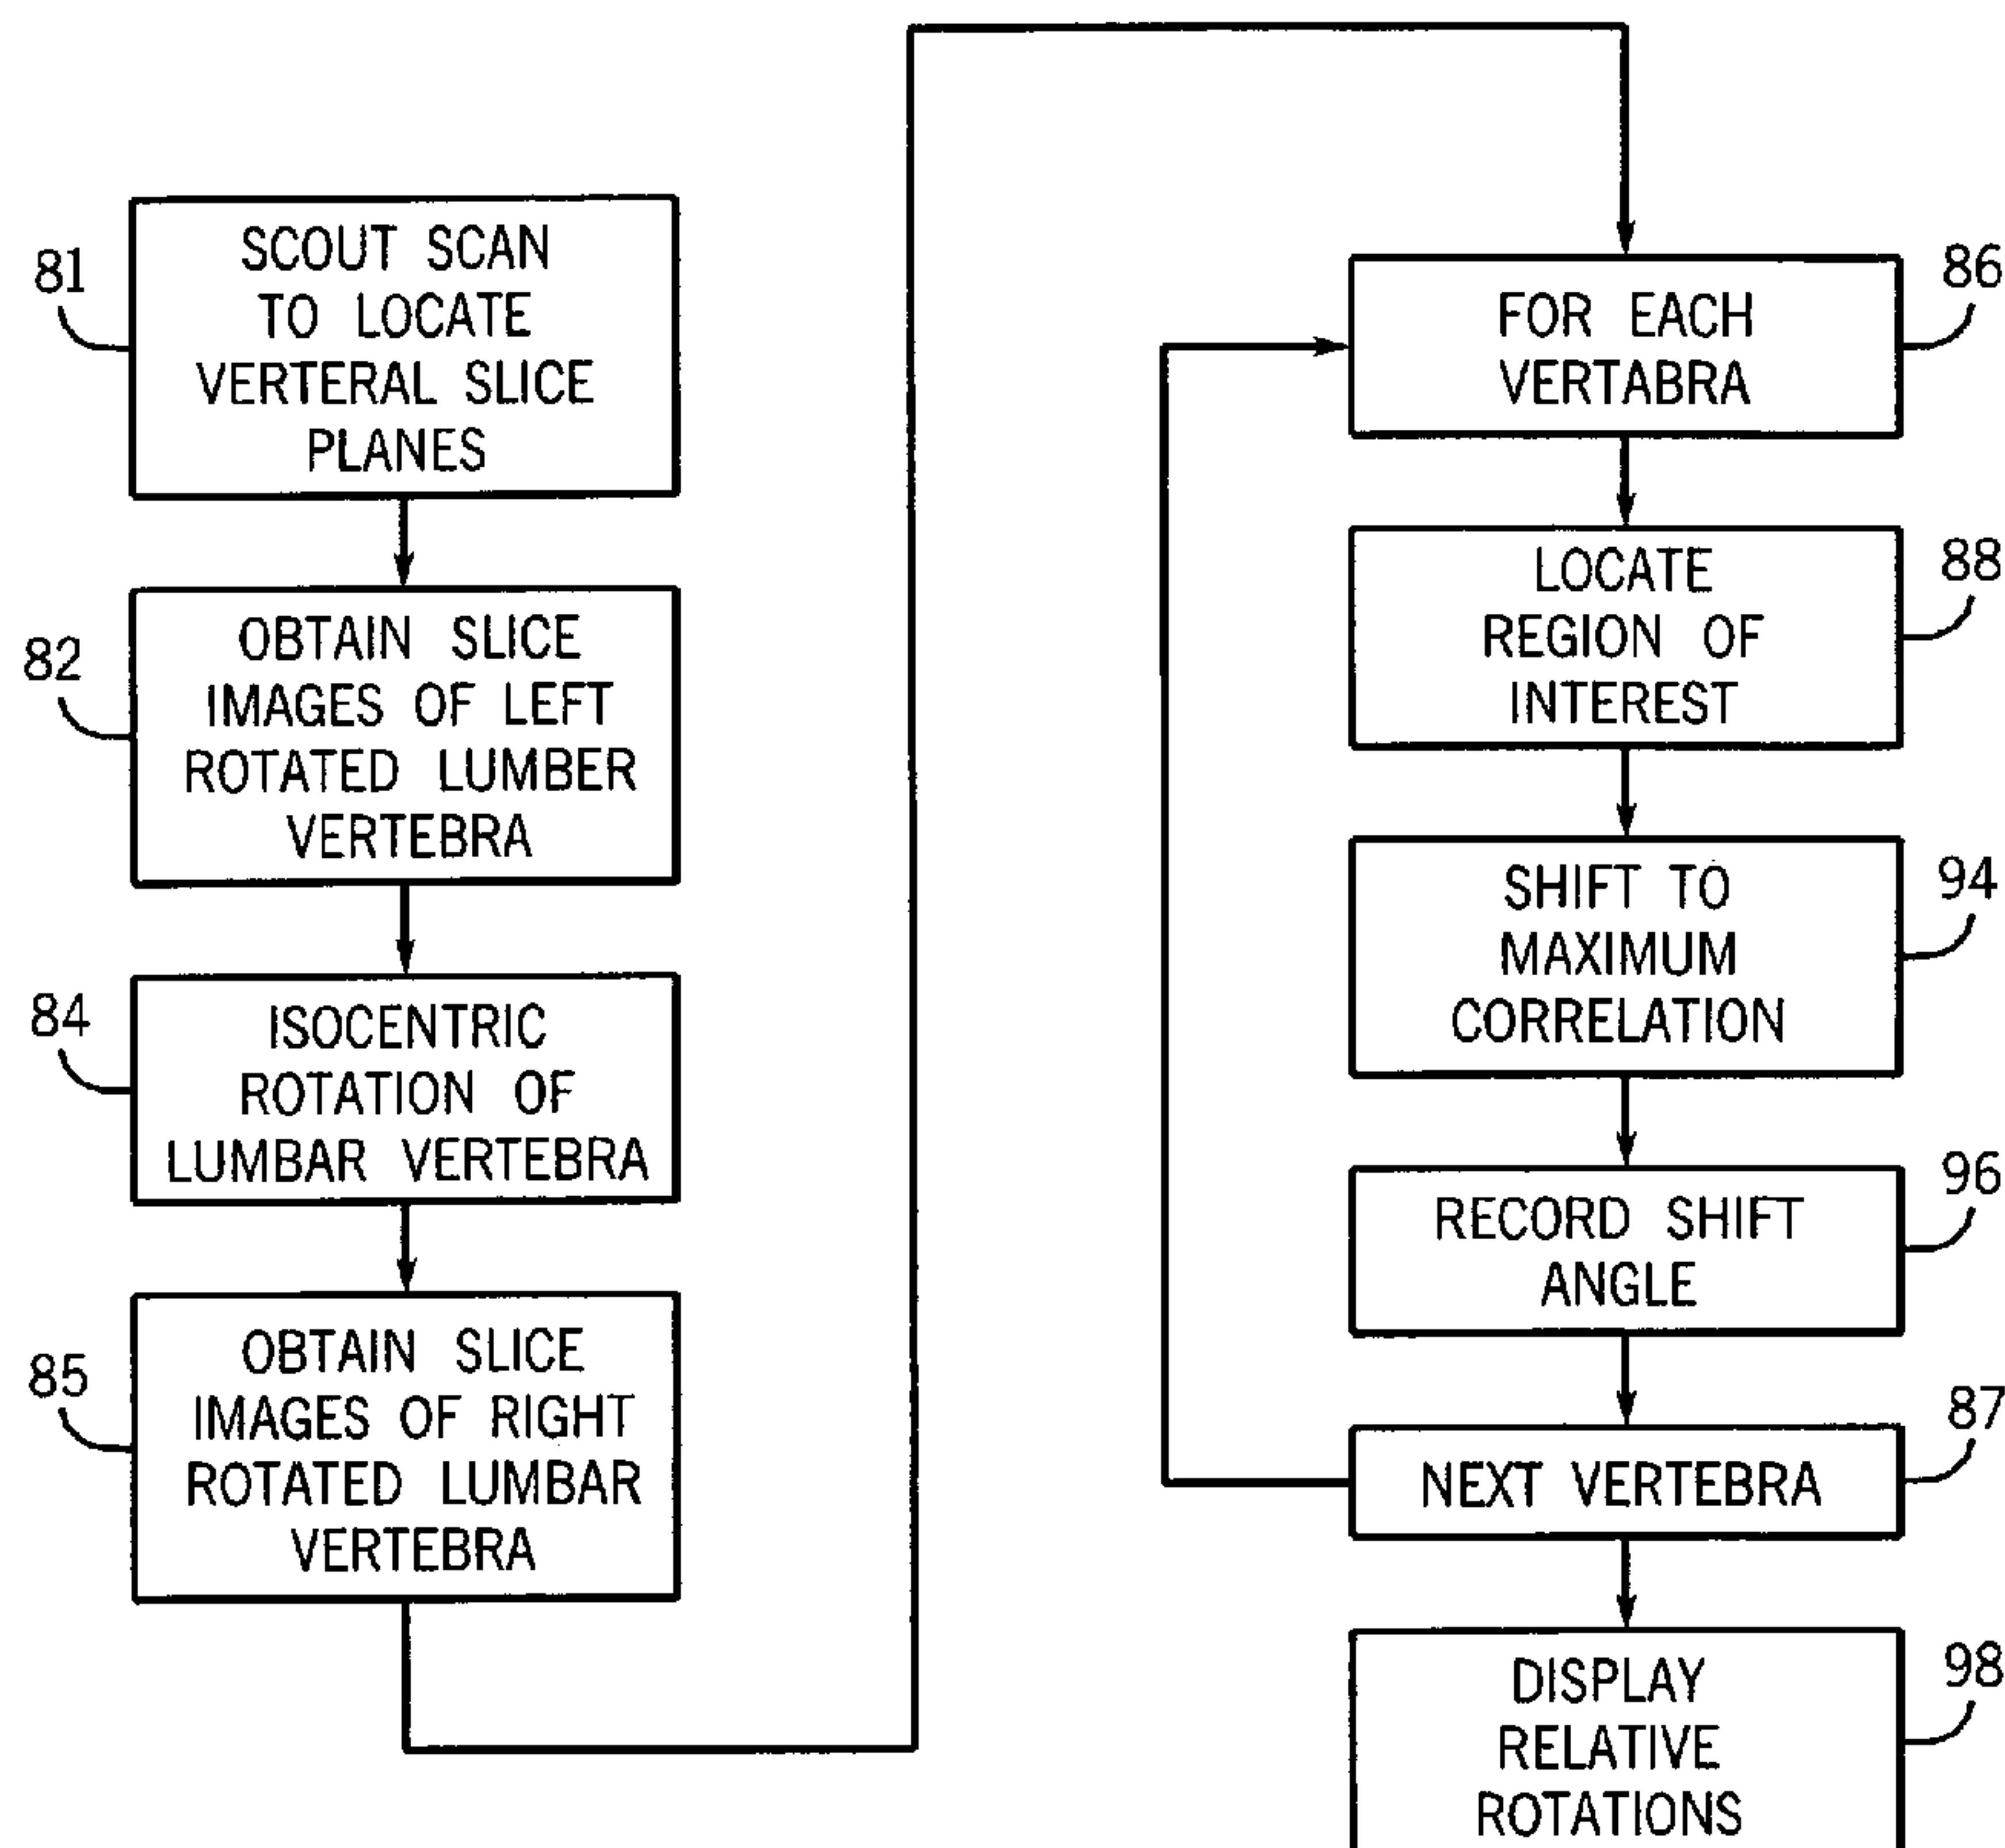 81
SCOUT SCAN
TO LOCATE
VERTERAL SLICE
PLANES
82
OBTAIN SLICE
IMAGES OF LEFT
ROTATED LUMBER
VERTEBRA
84
ISOCENTRIC
ROTATION OF
LUMBAR VERTEBRA
85
OBTAIN SLICE
IMAGES OF RIGHT
ROTATED LUMBAR
VERTEBRA
86
FOR EACH
VERTABRA
88
LOCATE
REGION OF
INTEREST
94
SHIFT TO
MAXIMUM
CORRELATION
96
RECORD SHIFT
ANGLE
87
NEXT VERTEBRA
98
DISPLAY
RELATIVE
ROTATIONS